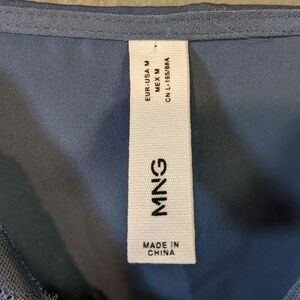 EUR-USA M
MEX M
CN L-165/88A
MNG
MADE IN
CHINA